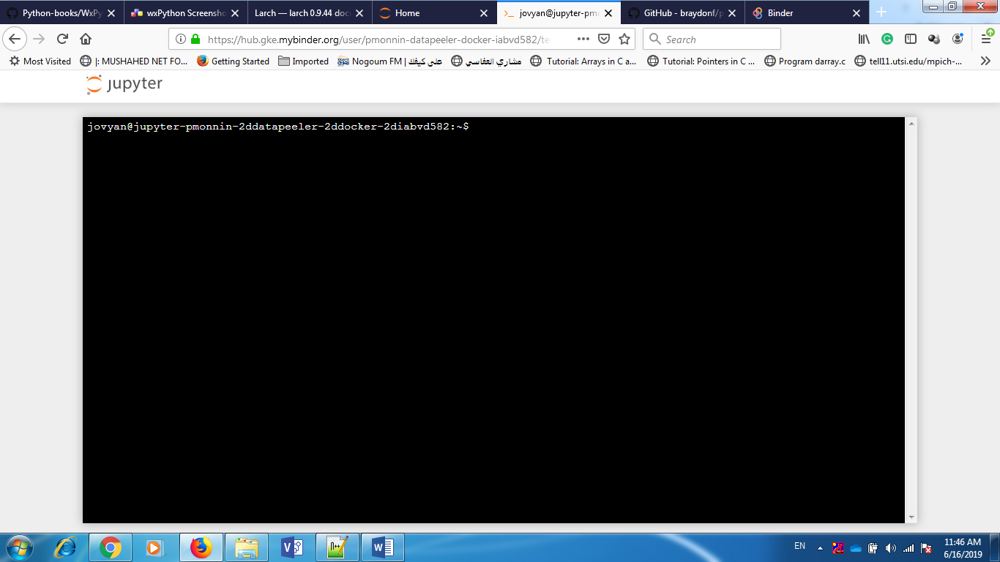 Python-books/WxPy
wxPython Screensho
Larch — larch 0.9.44 doc
Home
jovyan@jupyter-pmo
GitHub - braydonf/p
Binder
https://hub.gke.mybinder.org/user/pmonnin-datapeeler-docker-iabvd582/te
Search
Most Visited
|: MUSHAHED NET FO...
Getting Started
Imported
Nogoum FM | على كيفك
مشاري العفاسي
Tutorial: Arrays in C a...
Tutorial: Pointers in C ...
Program darray.c
tell11.utsi.edu/mpich-...
jupyter
jovyan@jupyter-pmonnin-2ddatapeeler-2ddocker-2diabvd582:~$
EN
11:46 AM
6/16/2019